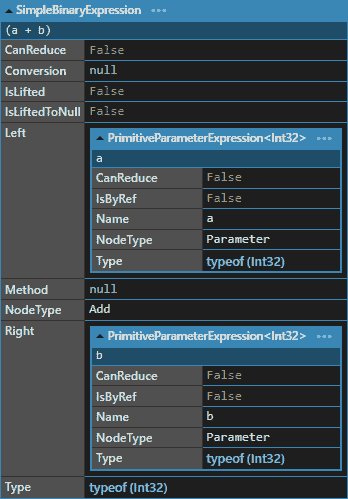 SimpleBinaryExpression
(a + b)
CanReduce False
Conversion null
IsLifted False
IsLiftedToNull False
Left PrimitiveParameterExpression<Int32>
a
CanReduce False
IsByRef False
Name a
NodeType Parameter
Type typeof (Int32)
Method null
NodeType Add
Right PrimitiveParameterExpression<Int32>
b
CanReduce False
IsByRef False
Name b
NodeType Parameter
Type typeof (Int32)
Type typeof (Int32)